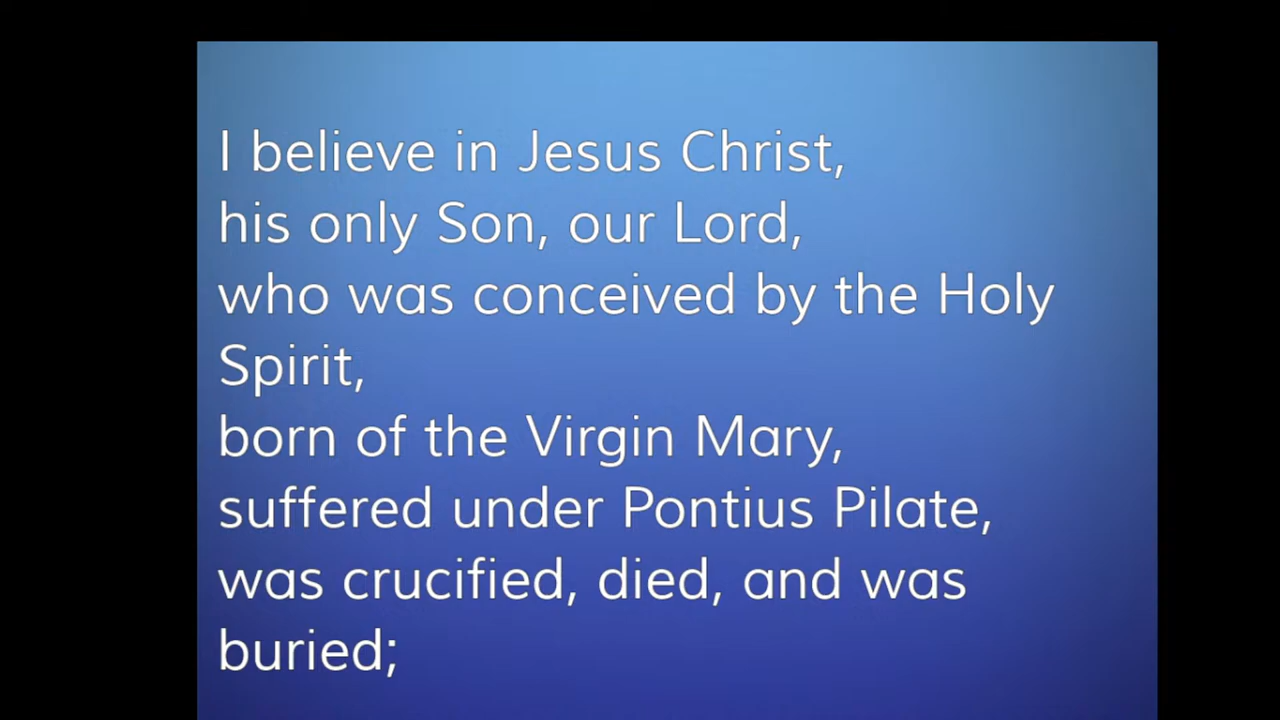 I believe in Jesus Christ,
his only Son, our Lord,
who was conceived by the Holy
Spirit,
born of the Virgin Mary,
suffered under Pontius Pilate,
was crucified, died, and was
buried;